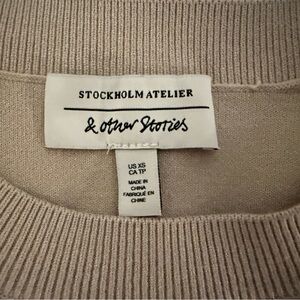 STOCKHOLM ATELIER
& other Stories
US XS
CA TP
MADE IN
CHINA
FABRIQUÉ EN
CHINE